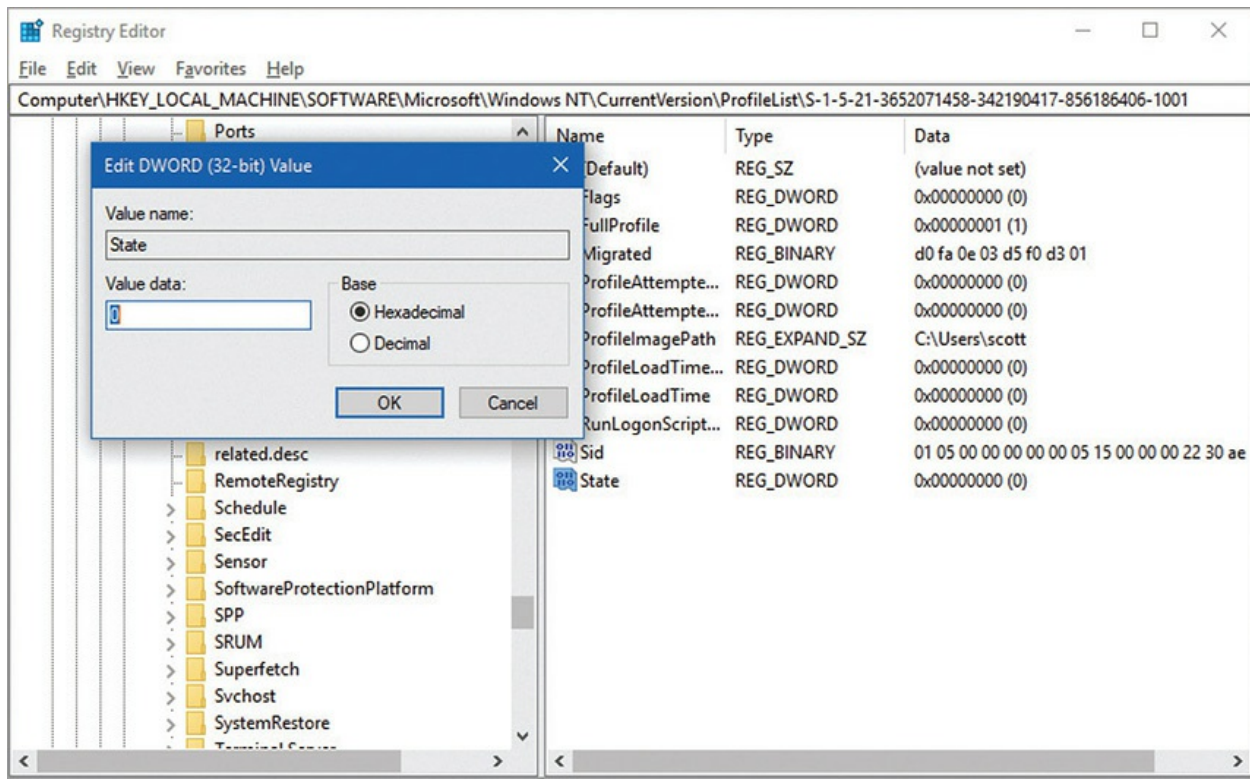 Registry Editor
File Edit View Favorites Help
Computer\HKEY_LOCAL_MACHINE\SOFTWARE\Microsoft\Windows NT\CurrentVersion\ProfileList\S-1-5-21-3652071458-342190417-856186406-1001
Ports
Edit DWORD (32-bit) Value
Value name:
State
Value data:
0
Base
Hexadecimal
Decimal
OK Cancel
related.desc
RemoteRegistry
Schedule
SecEdit
Sensor
SoftwareProtectionPlatform
SPP
SRUM
Superfetch
Svchost
SystemRestore
Terminal Server
Name Type Data
(Default) REG_SZ (value not set)
Flags REG_DWORD 0x00000000 (0)
FullProfile REG_DWORD 0x00000001 (1)
Migrated REG_BINARY d0 fa 0e 03 d5 f0 d3 01
ProfileAttempte... REG_DWORD 0x00000000 (0)
ProfileAttempte... REG_DWORD 0x00000000 (0)
ProfileImagePath REG_EXPAND_SZ C:\Users\scott
ProfileLoadTime... REG_DWORD 0x00000000 (0)
ProfileLoadTime REG_DWORD 0x00000000 (0)
RunLogonScript... REG_DWORD 0x00000000 (0)
Sid REG_BINARY 01 05 00 00 00 00 00 05 15 00 00 00 22 30 ae
State REG_DWORD 0x00000000 (0)